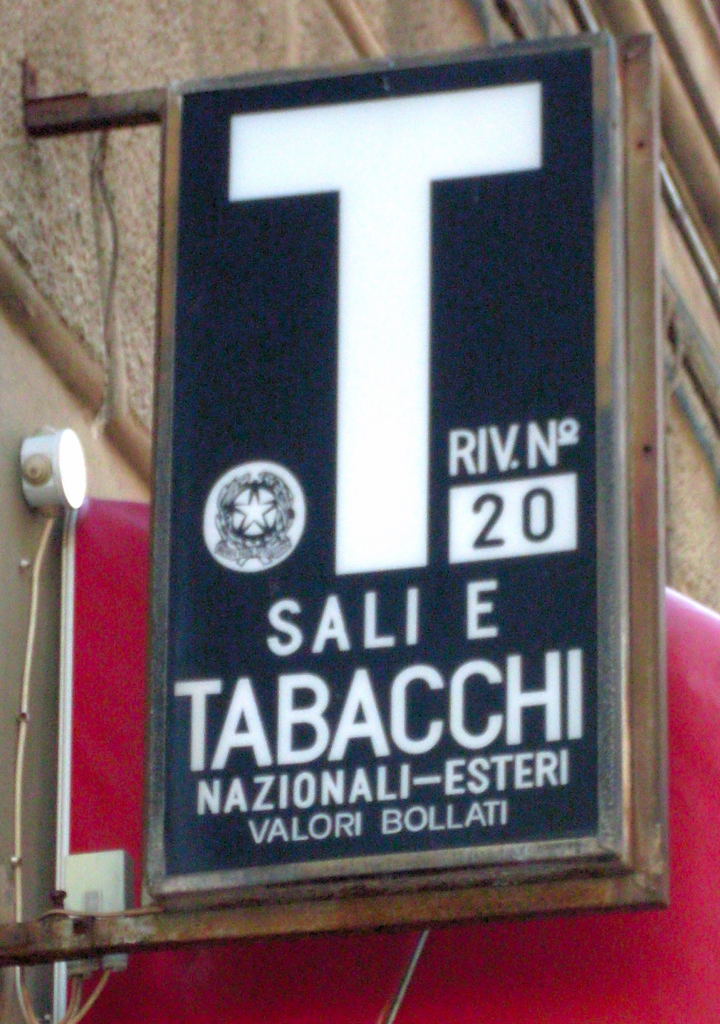 T
RIV. Nº
20
SALI E
TABACCHI
NAZIONALI-ESTERI
VALORI BOLLATI